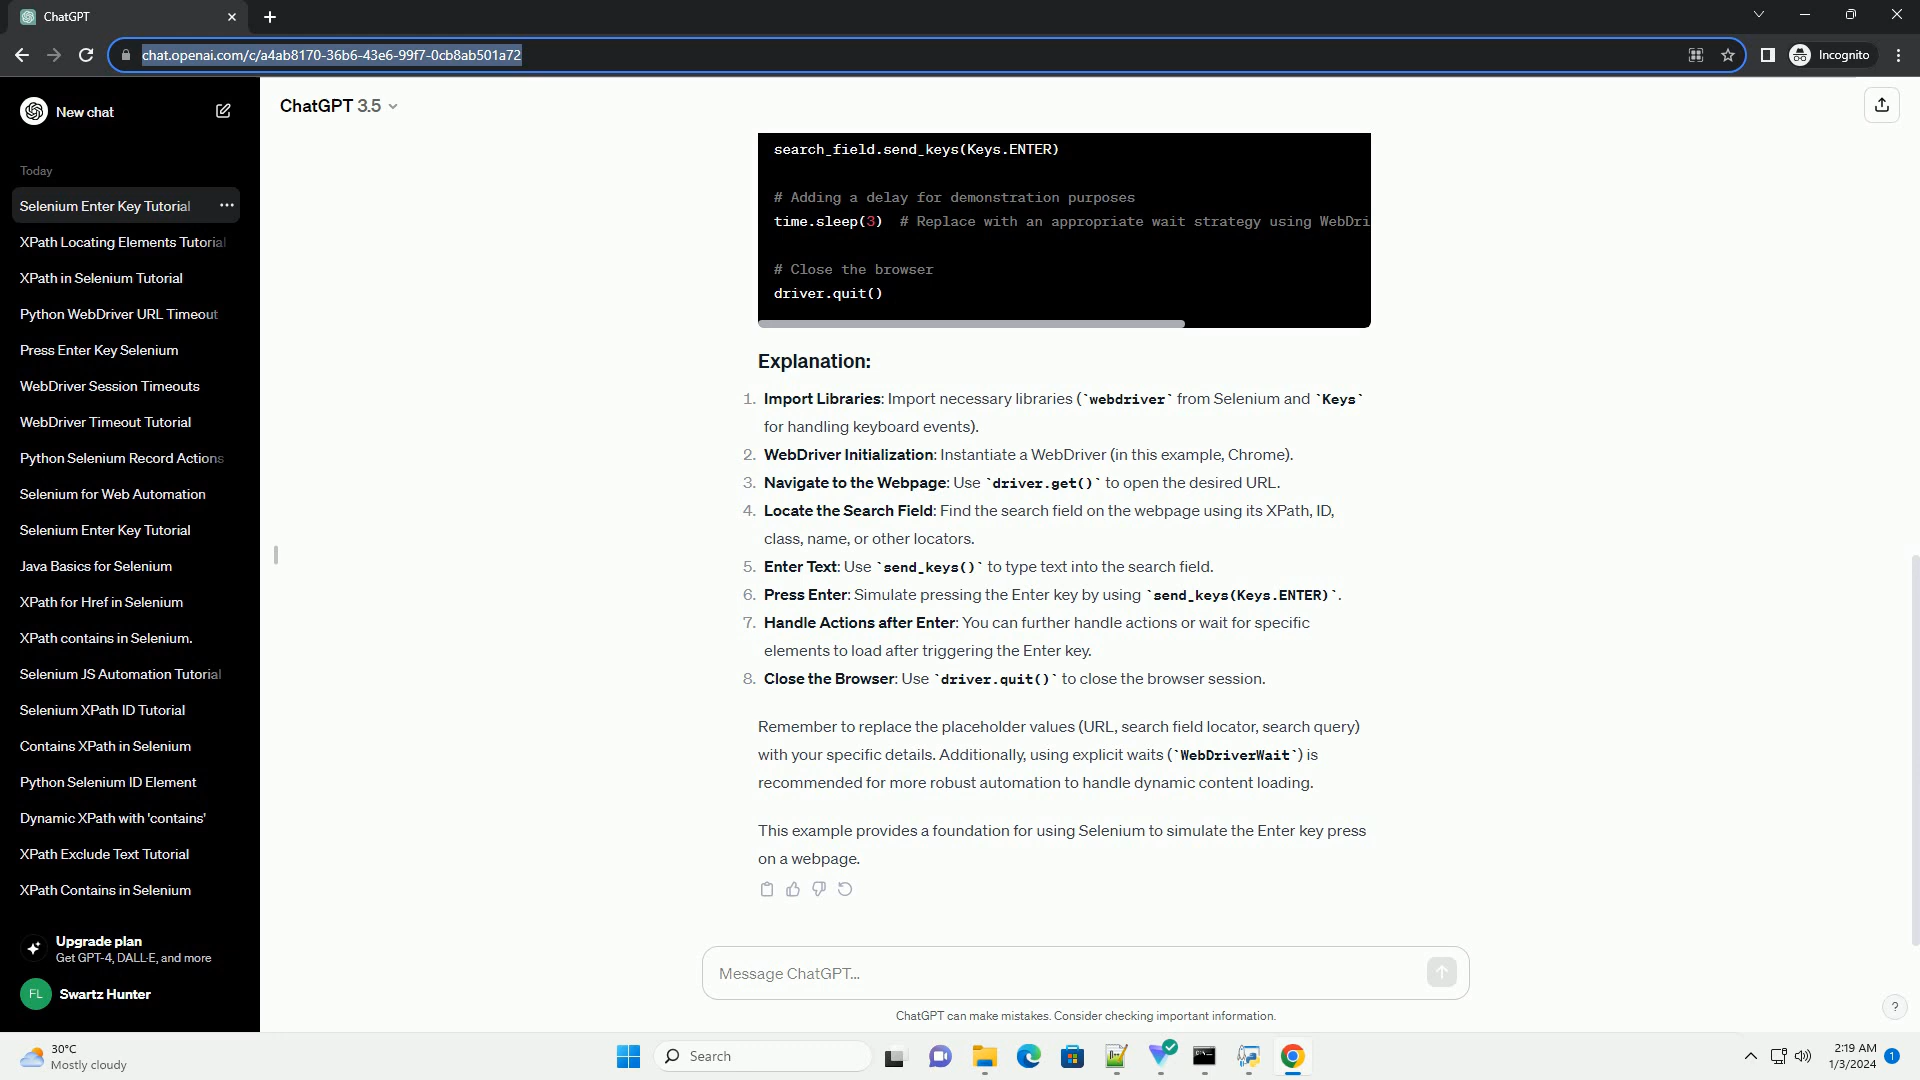 ChatGPT
chat.openai.com/c/a4ab8170-36b6-43e6-99f7-0cb8ab501a72
Incognito
New chat
ChatGPT 3.5
Today
Selenium Enter Key Tutorial
XPath Locating Elements Tutorial
XPath in Selenium Tutorial
Python WebDriver URL Timeout
Press Enter Key Selenium
WebDriver Session Timeouts
WebDriver Timeout Tutorial
Python Selenium Record Actions
Selenium for Web Automation
Selenium Enter Key Tutorial
Java Basics for Selenium
XPath for Href in Selenium
XPath contains in Selenium.
Selenium JS Automation Tutorial
Selenium XPath ID Tutorial
Contains XPath in Selenium
Python Selenium ID Element
Dynamic XPath with 'contains'
XPath Exclude Text Tutorial
XPath Contains in Selenium
Upgrade plan
Get GPT-4, DALL·E, and more
FL
Swartz Hunter
search_field.send_keys(Keys.ENTER)
# Adding a delay for demonstration purposes
time.sleep(3)  # Replace with an appropriate wait strategy using WebDri
# Close the browser
driver.quit()
Explanation:
1. Import Libraries: Import necessary libraries (`webdriver` from Selenium and `Keys`
for handling keyboard events).
2. WebDriver Initialization: Instantiate a WebDriver (in this example, Chrome).
3. Navigate to the Webpage: Use `driver.get()` to open the desired URL.
4. Locate the Search Field: Find the search field on the webpage using its XPath, ID,
class, name, or other locators.
5. Enter Text: Use `send_keys()` to type text into the search field.
6. Press Enter: Simulate pressing the Enter key by using `send_keys(Keys.ENTER)`.
7. Handle Actions after Enter: You can further handle actions or wait for specific
elements to load after triggering the Enter key.
8. Close the Browser: Use `driver.quit()` to close the browser session.
Remember to replace the placeholder values (URL, search field locator, search query)
with your specific details. Additionally, using explicit waits (`WebDriverWait`) is
recommended for more robust automation to handle dynamic content loading.
This example provides a foundation for using Selenium to simulate the Enter key press
on a webpage.
Message ChatGPT...
ChatGPT can make mistakes. Consider checking important information.
?
30°C
Mostly cloudy
Search
2:19 AM
1/3/2024
1